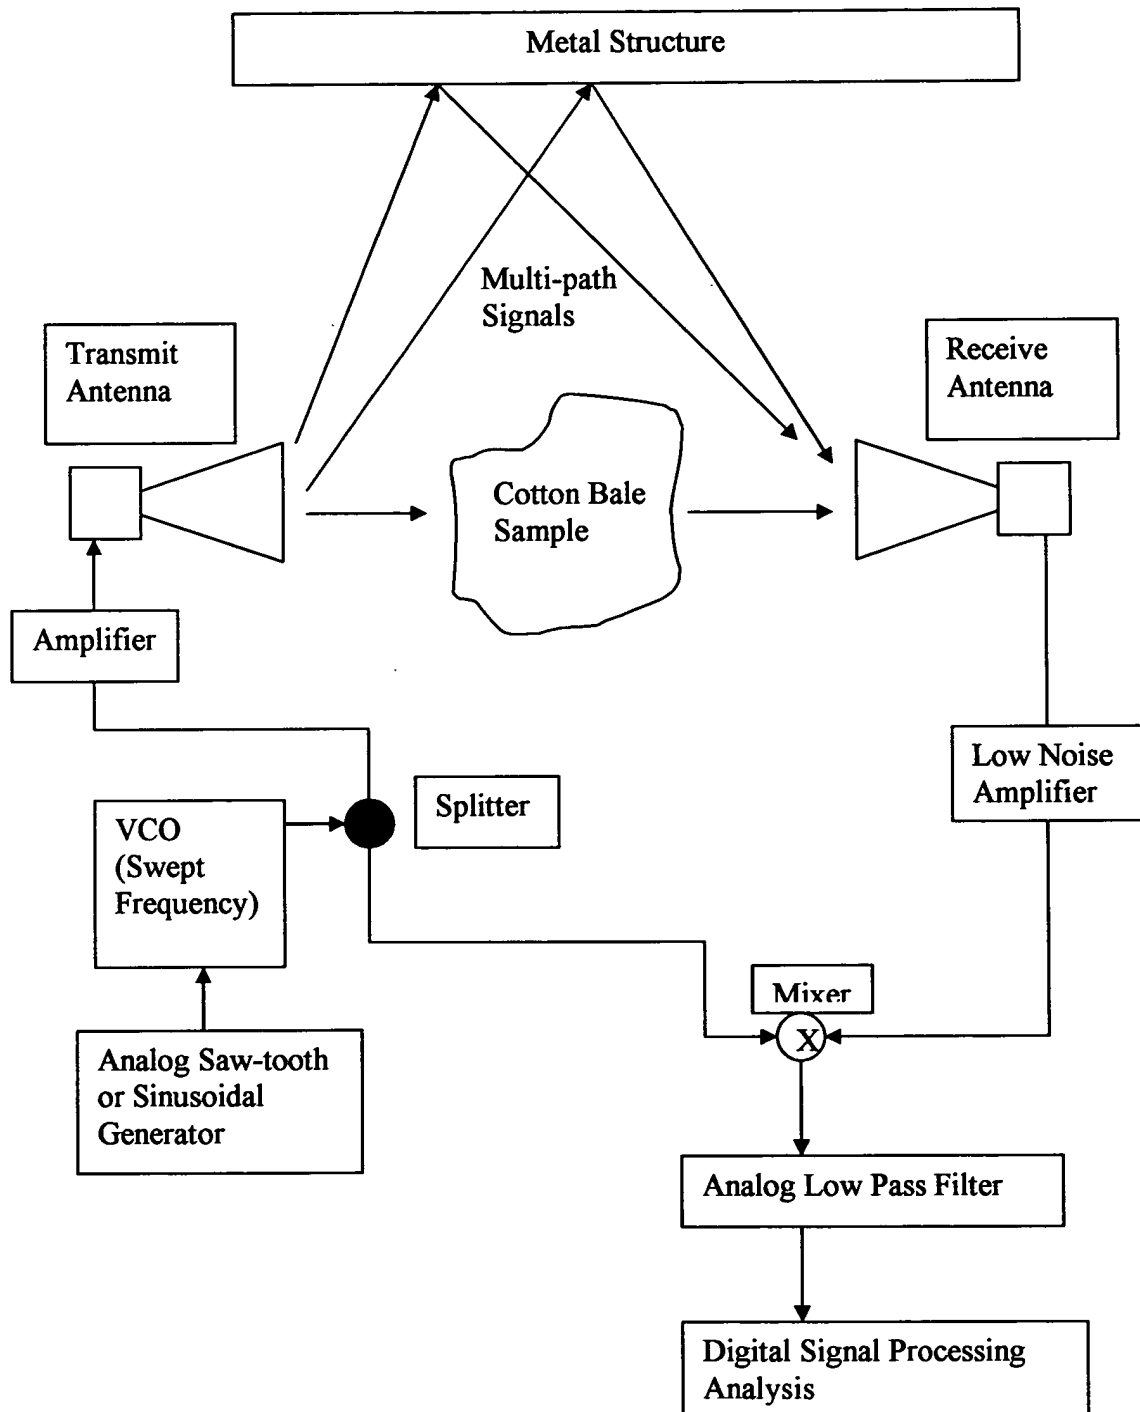 Metal Structure
Multi-path
Signals
Transmit
Antenna
Receive
Antenna
Cotton Bale
Sample
Amplifier
Low Noise
Amplifier
Splitter
VCO
(Swept
Frequency)
Mixer
X
Analog Saw-tooth
or Sinusoidal
Generator
Analog Low Pass Filter
Digital Signal Processing
Analysis